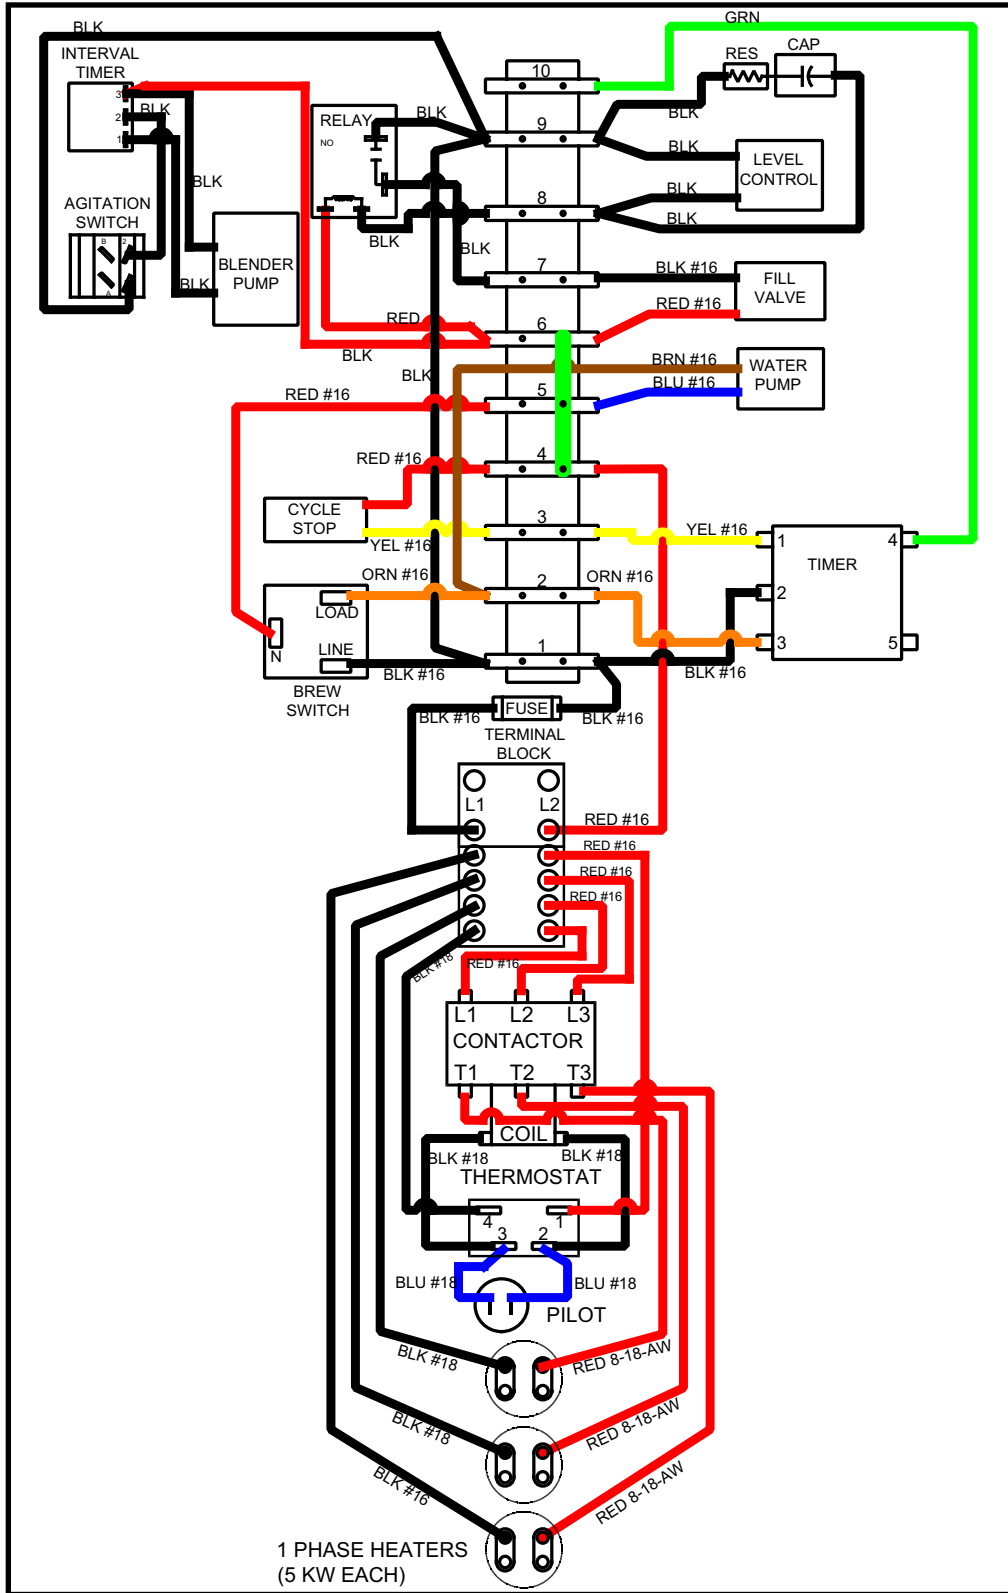 BLK
GRN
INTERVAL
TIMER
3
2
1
BLK
RELAY
NO
BLK
10
9
8
7
6
5
4
3
2
1
RES
CAP
BLK
BLK
LEVEL
CONTROL
BLK
BLK
BLK
AGITATION
SWITCH
B
2
A
BLK
BLENDER
PUMP
BLK
BLK
BLK #16
FILL
VALVE
RED #16
RED
BLK
BLK
BRN #16
WATER
PUMP
BLU #16
RED #16
RED #16
CYCLE
STOP
YEL #16
YEL #16
1
4
TIMER
2
3
5
ORN #16
ORN #16
LOAD
N
LINE
BLK #16
BLK #16
BREW
SWITCH
BLK #16
FUSE
BLK #16
TERMINAL
BLOCK
L1
L2
RED #16
RED #16
RED #16
RED #16
BLK #18
RED #16
L1
L2
L3
CONTACTOR
T1
T2
T3
COIL
BLK #18
BLK #18
THERMOSTAT
4
1
3
2
BLU #18
BLU #18
PILOT
BLK #18
RED 8-18-AW
BLK #18
RED 8-18-AW
BLK #16
RED 8-18-AW
1 PHASE HEATERS
(5 KW EACH)